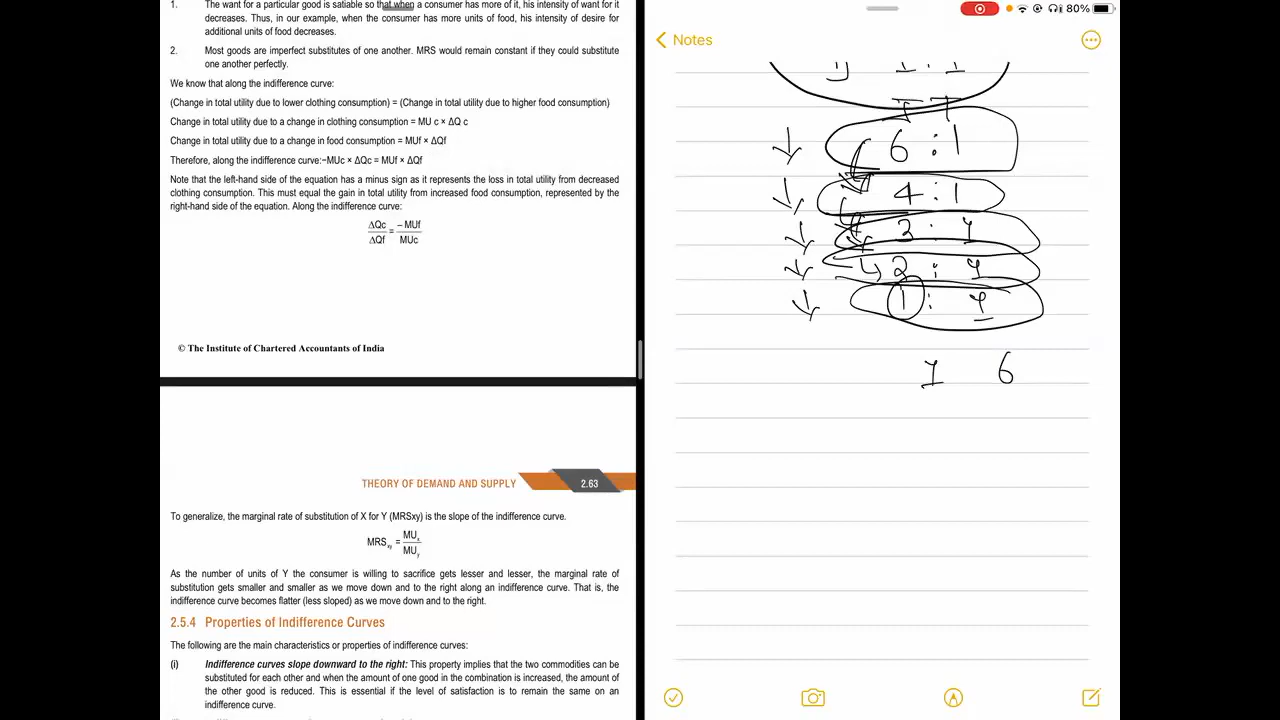 1. The want for a particular good is satiable so that when a consumer has more of it, his intensity of want for it
decreases. Thus, in our example, when the consumer has more units of food, his intensity of desire for
additional units of food decreases.
2. Most goods are imperfect substitutes of one another. MRS would remain constant if they could substitute
one another perfectly.
We know that along the indifference curve:
(Change in total utility due to lower clothing consumption) = (Change in total utility due to higher food consumption)
Change in total utility due to a change in clothing consumption = MU c × ΔQ c
Change in total utility due to a change in food consumption = MUf × ΔQf
Therefore, along the indifference curve:−MUc × ΔQc = MUf × ΔQf
Note that the left-hand side of the equation has a minus sign as it represents the loss in total utility from decreased
clothing consumption. This must equal the gain in total utility from increased food consumption, represented by the
right-hand side of the equation. Along the indifference curve:
ΔQc / ΔQf = −MUf / MUc
© The Institute of Chartered Accountants of India
THEORY OF DEMAND AND SUPPLY 2.63
To generalize, the marginal rate of substitution of X for Y (MRSxy) is the slope of the indifference curve.
MRSxy = MUx / MUy
As the number of units of Y the consumer is willing to sacrifice gets lesser and lesser, the marginal rate of
substitution gets smaller and smaller as we move down and to the right along an indifference curve. That is, the
indifference curve becomes flatter (less sloped) as we move down and to the right.
2.5.4 Properties of Indifference Curves
The following are the main characteristics or properties of indifference curves:
(i) Indifference curves slope downward to the right: This property implies that the two commodities can be
substituted for each other and when the amount of one good in the combination is increased, the amount of
the other good is reduced. This is essential if the level of satisfaction is to remain the same on an
indifference curve.
80%
Notes
6 : 1
4 : 1
3 : 1
2 : 1
1 : 1
1 6